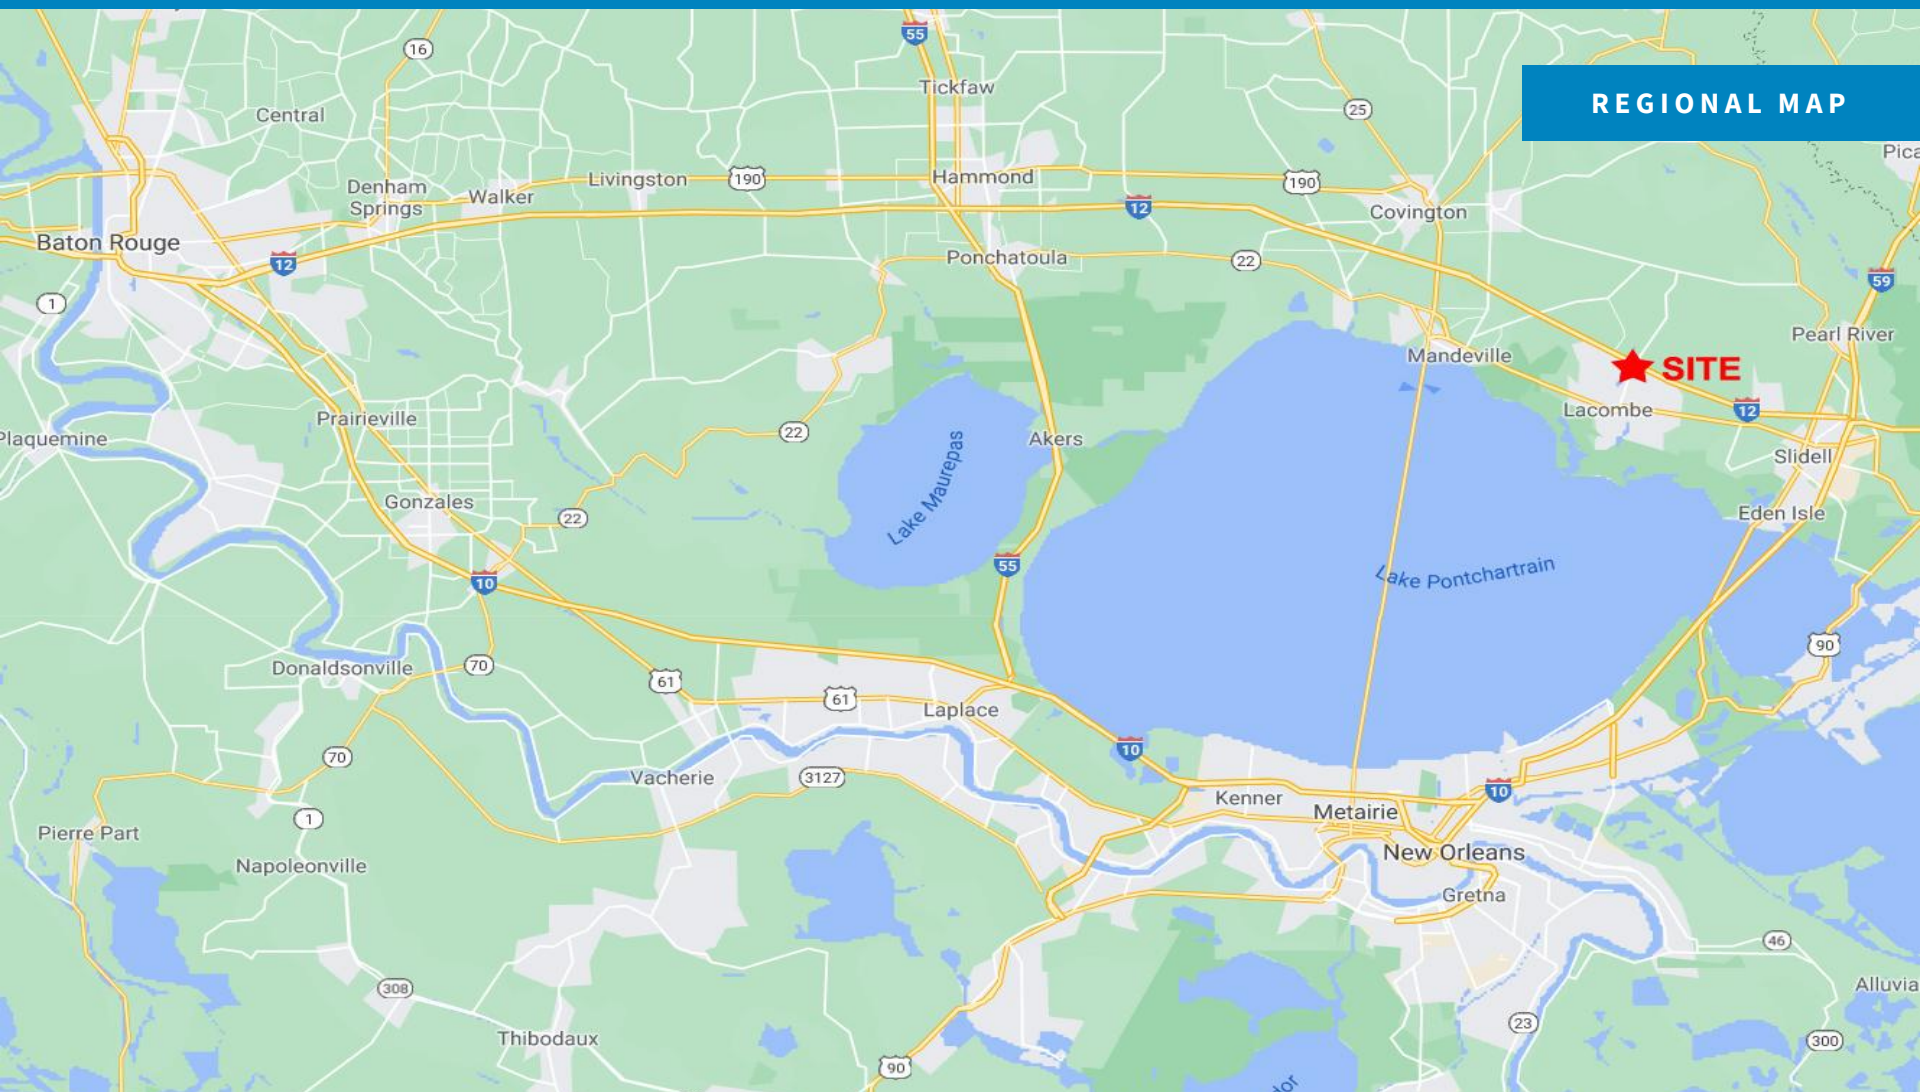 55
16
Tickfaw
REGIONAL MAP
Central
25
Pica
Denham
Springs
Walker
Livingston
190
Hammond
190
12
Covington
Baton Rouge
12
Ponchatoula
22
59
1
Pearl River
Mandeville
SITE
Lacombe
12
Prairieville
Plaquemine
22
Lake Maurepas
Akers
Slidell
Gonzales
22
Eden Isle
55
10
Lake Pontchartrain
90
Donaldsonville
70
61
61
Laplace
70
10
Vacherie
3127
10
Kenner
Metairie
1
Pierre Part
Napoleonville
New Orleans
Gretna
46
308
Alluvia
Thibodaux
23
300
90
dor